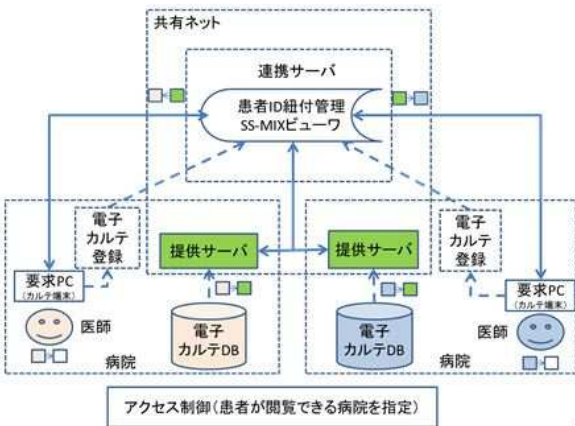 共有ネット
連携サーバ
患者ID紐付管理
SS-MIXビューワ
電子
カルテ
登録
提供サーバ
提供サーバ
電子
カルテ
登録
要求PC
(カルテ端末)
医師
病院
電子
カルテDB
電子
カルテDB
要求PC
(カルテ端末)
医師
病院
アクセス制御(患者が閲覧できる病院を指定)